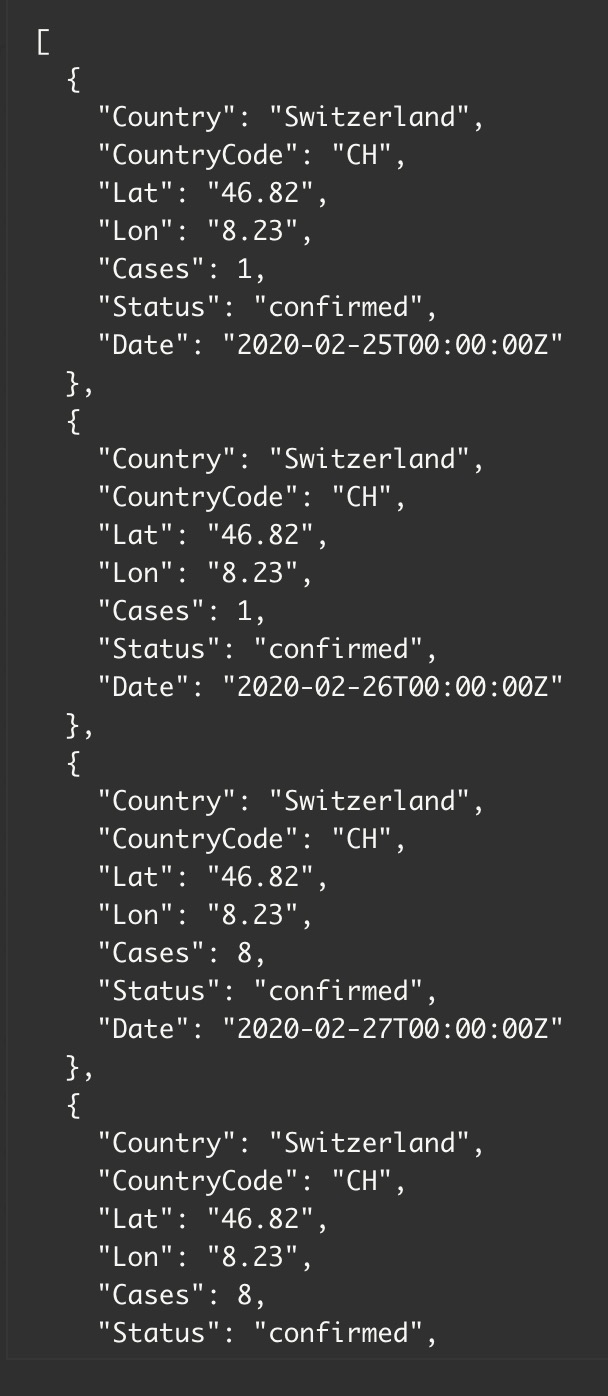 [
  {
    "Country": "Switzerland",
    "CountryCode": "CH",
    "Lat": "46.82",
    "Lon": "8.23",
    "Cases": 1,
    "Status": "confirmed",
    "Date": "2020-02-25T00:00:00Z"
  },
  {
    "Country": "Switzerland",
    "CountryCode": "CH",
    "Lat": "46.82",
    "Lon": "8.23",
    "Cases": 1,
    "Status": "confirmed",
    "Date": "2020-02-26T00:00:00Z"
  },
  {
    "Country": "Switzerland",
    "CountryCode": "CH",
    "Lat": "46.82",
    "Lon": "8.23",
    "Cases": 8,
    "Status": "confirmed",
    "Date": "2020-02-27T00:00:00Z"
  },
  {
    "Country": "Switzerland",
    "CountryCode": "CH",
    "Lat": "46.82",
    "Lon": "8.23",
    "Cases": 8,
    "Status": "confirmed",